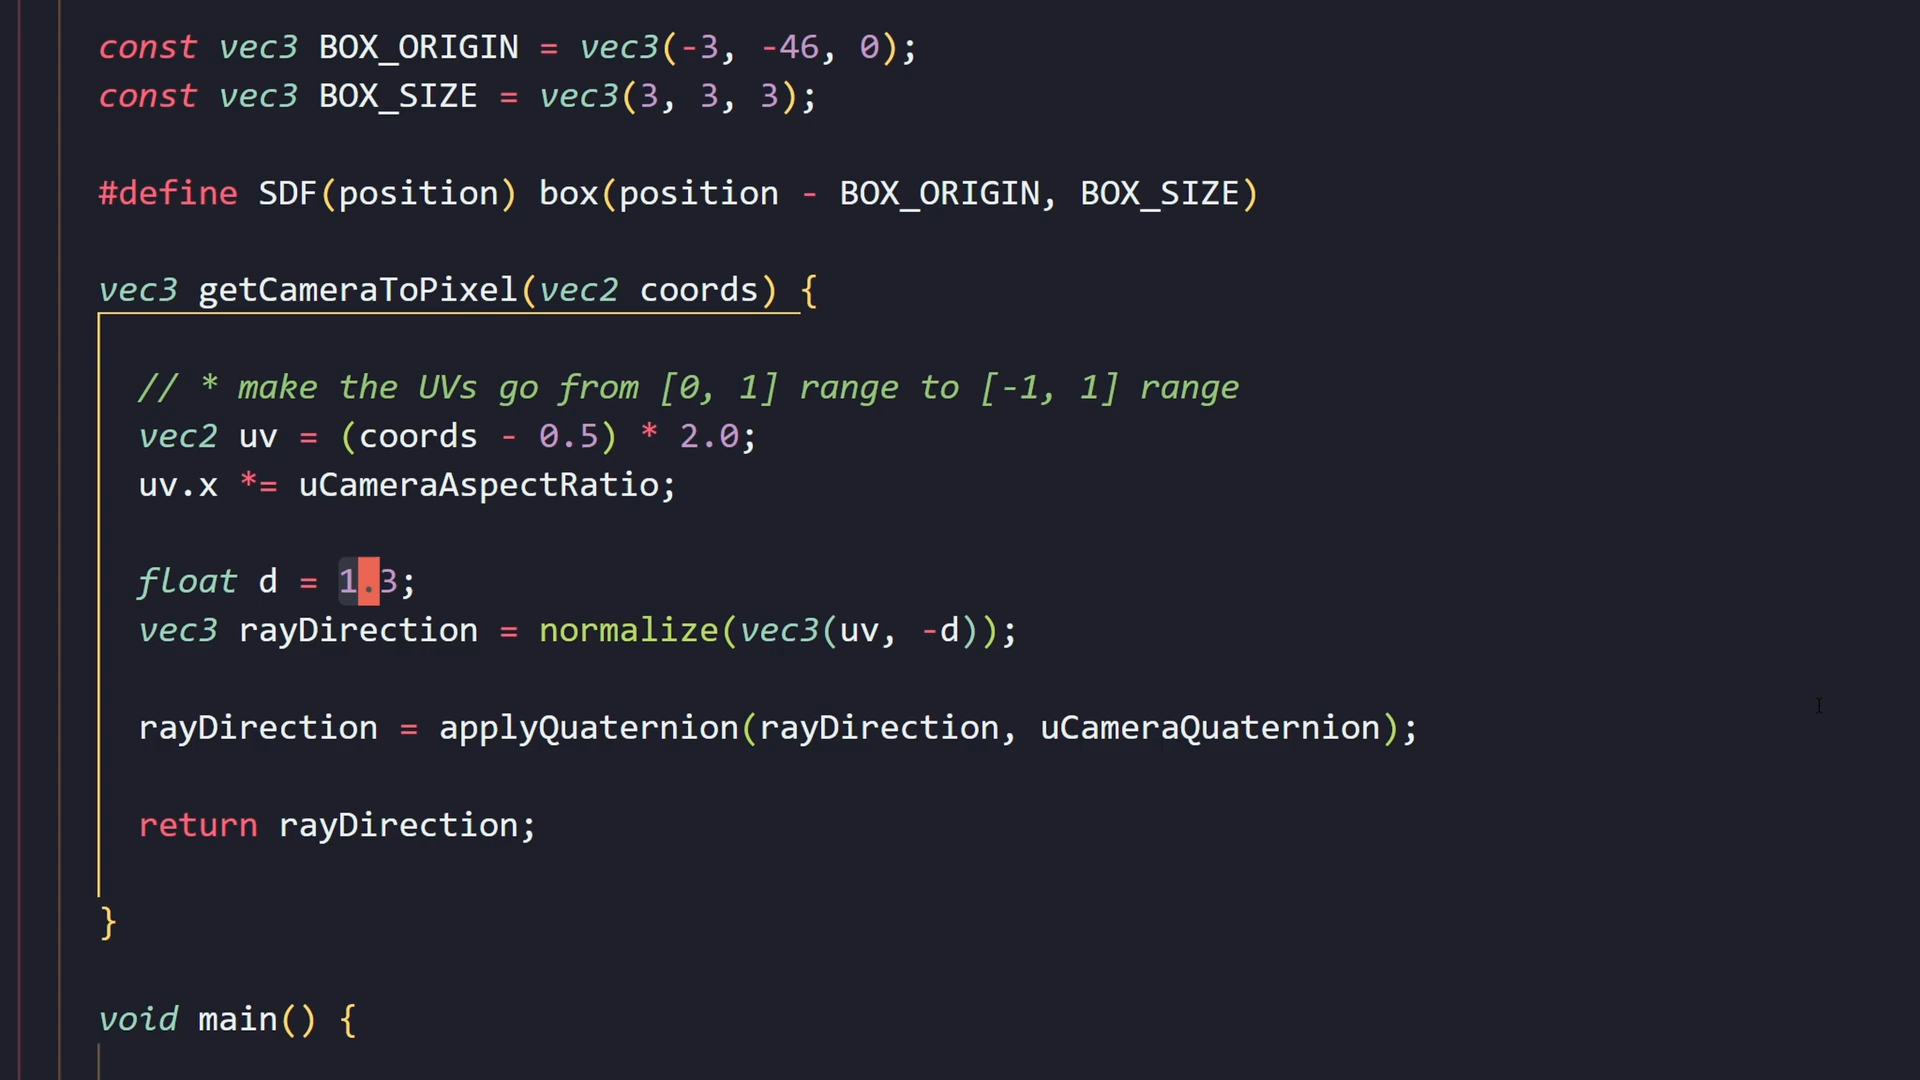 const vec3 BOX_ORIGIN = vec3(-3, -46, 0);
const vec3 BOX_SIZE = vec3(3, 3, 3);
#define SDF(position) box(position - BOX_ORIGIN, BOX_SIZE)
vec3 getCameraToPixel(vec2 coords) {
// * make the UVs go from [0, 1] range to [-1, 1] range
vec2 uv = (coords - 0.5) * 2.0;
uv.x *= uCameraAspectRatio;
float d = 1.3;
vec3 rayDirection = normalize(vec3(uv, -d));
rayDirection = applyQuaternion(rayDirection, uCameraQuaternion);
return rayDirection;
}
void main() {